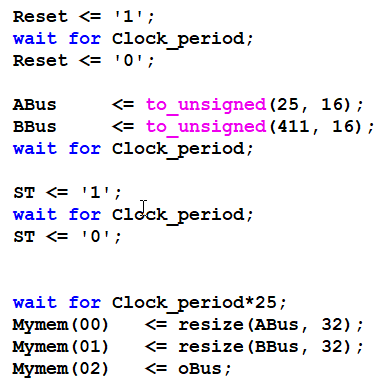 Reset <= '1';
wait for Clock_period;
Reset <= '0';
ABus <= to_unsigned(25, 16);
BBus <= to_unsigned(411, 16);
wait for Clock_period;
ST <= '1';
wait for Clock_period;
ST <= '0';
wait for Clock_period*25;
Mymem(00) <= resize(ABus, 32);
Mymem(01) <= resize(BBus, 32);
Mymem(02) <= oBus;